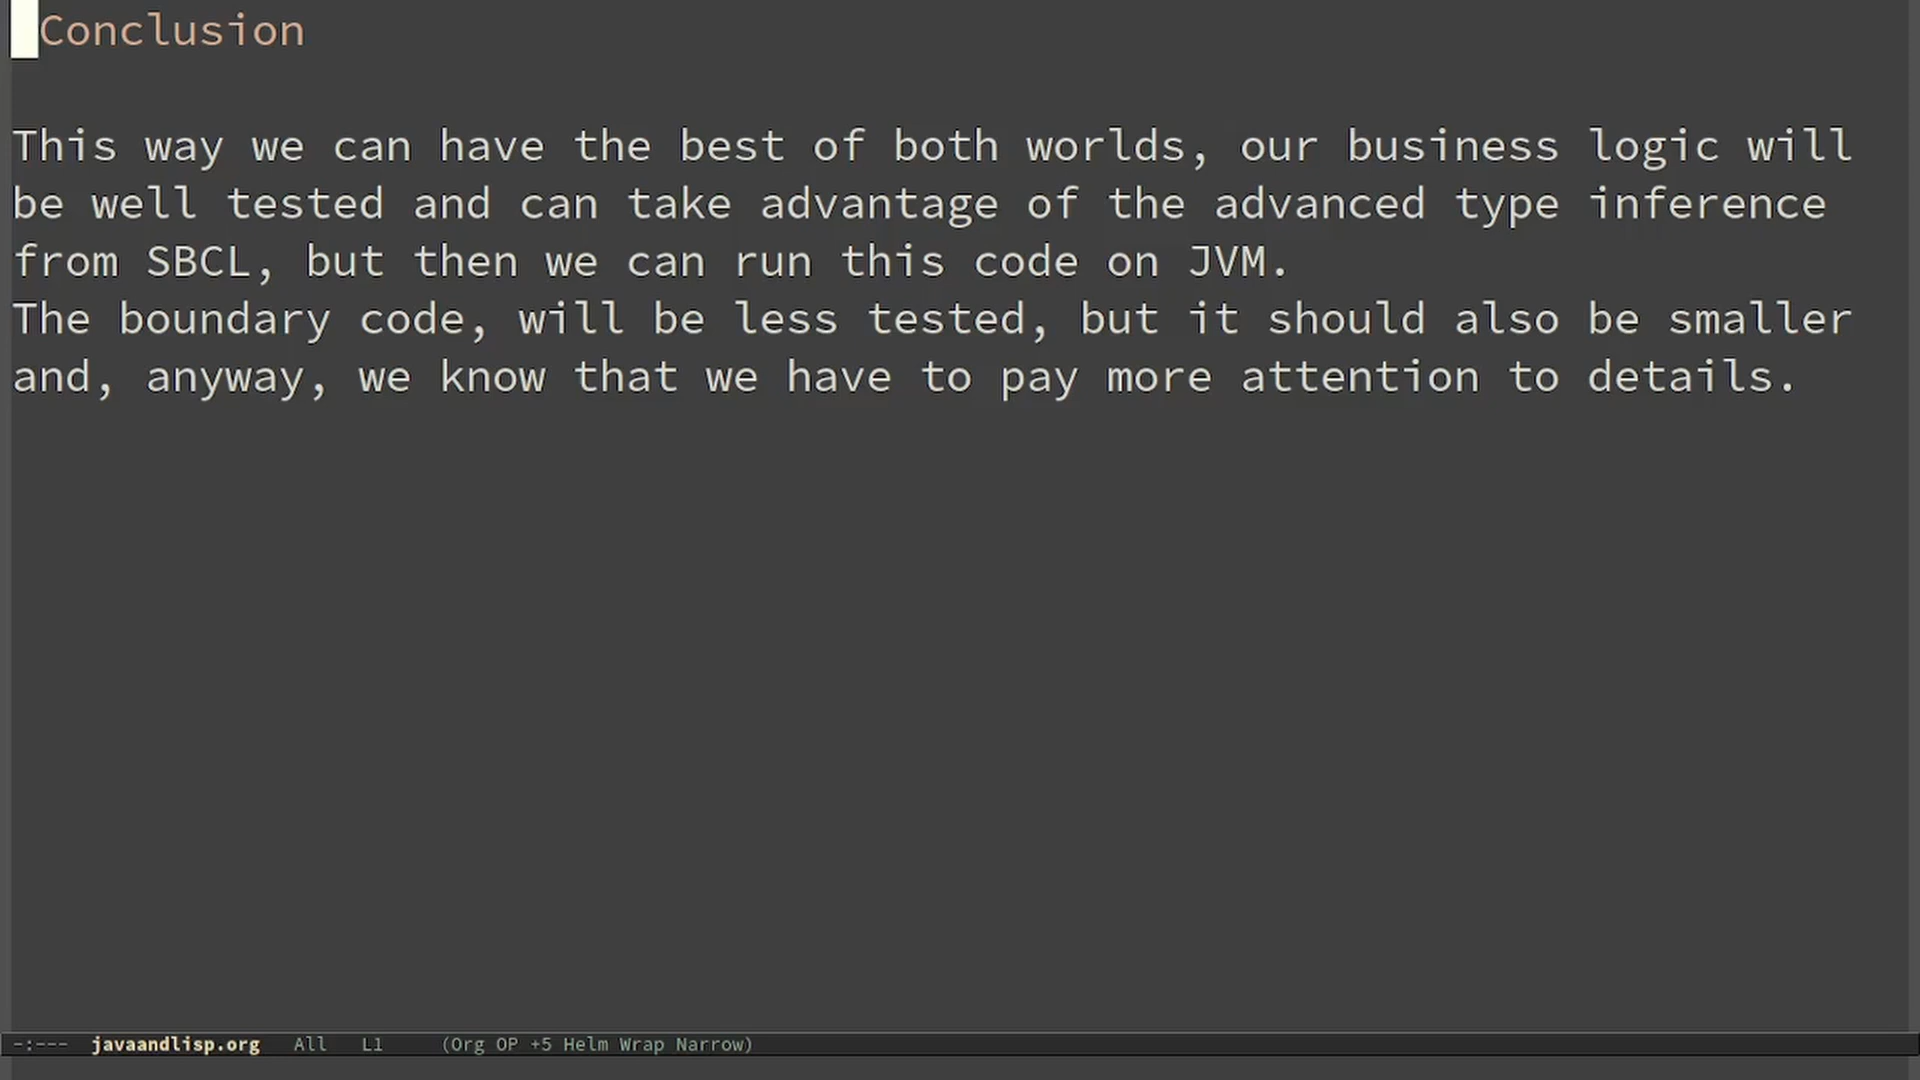 Conclusion
This way we can have the best of both worlds, our business logic will
be well tested and can take advantage of the advanced type inference
from SBCL, but then we can run this code on JVM.
The boundary code, will be less tested, but it should also be smaller
and, anyway, we know that we have to pay more attention to details.
-:--- javaandlisp.org All L1 (Org OP +5 Helm Wrap Narrow)